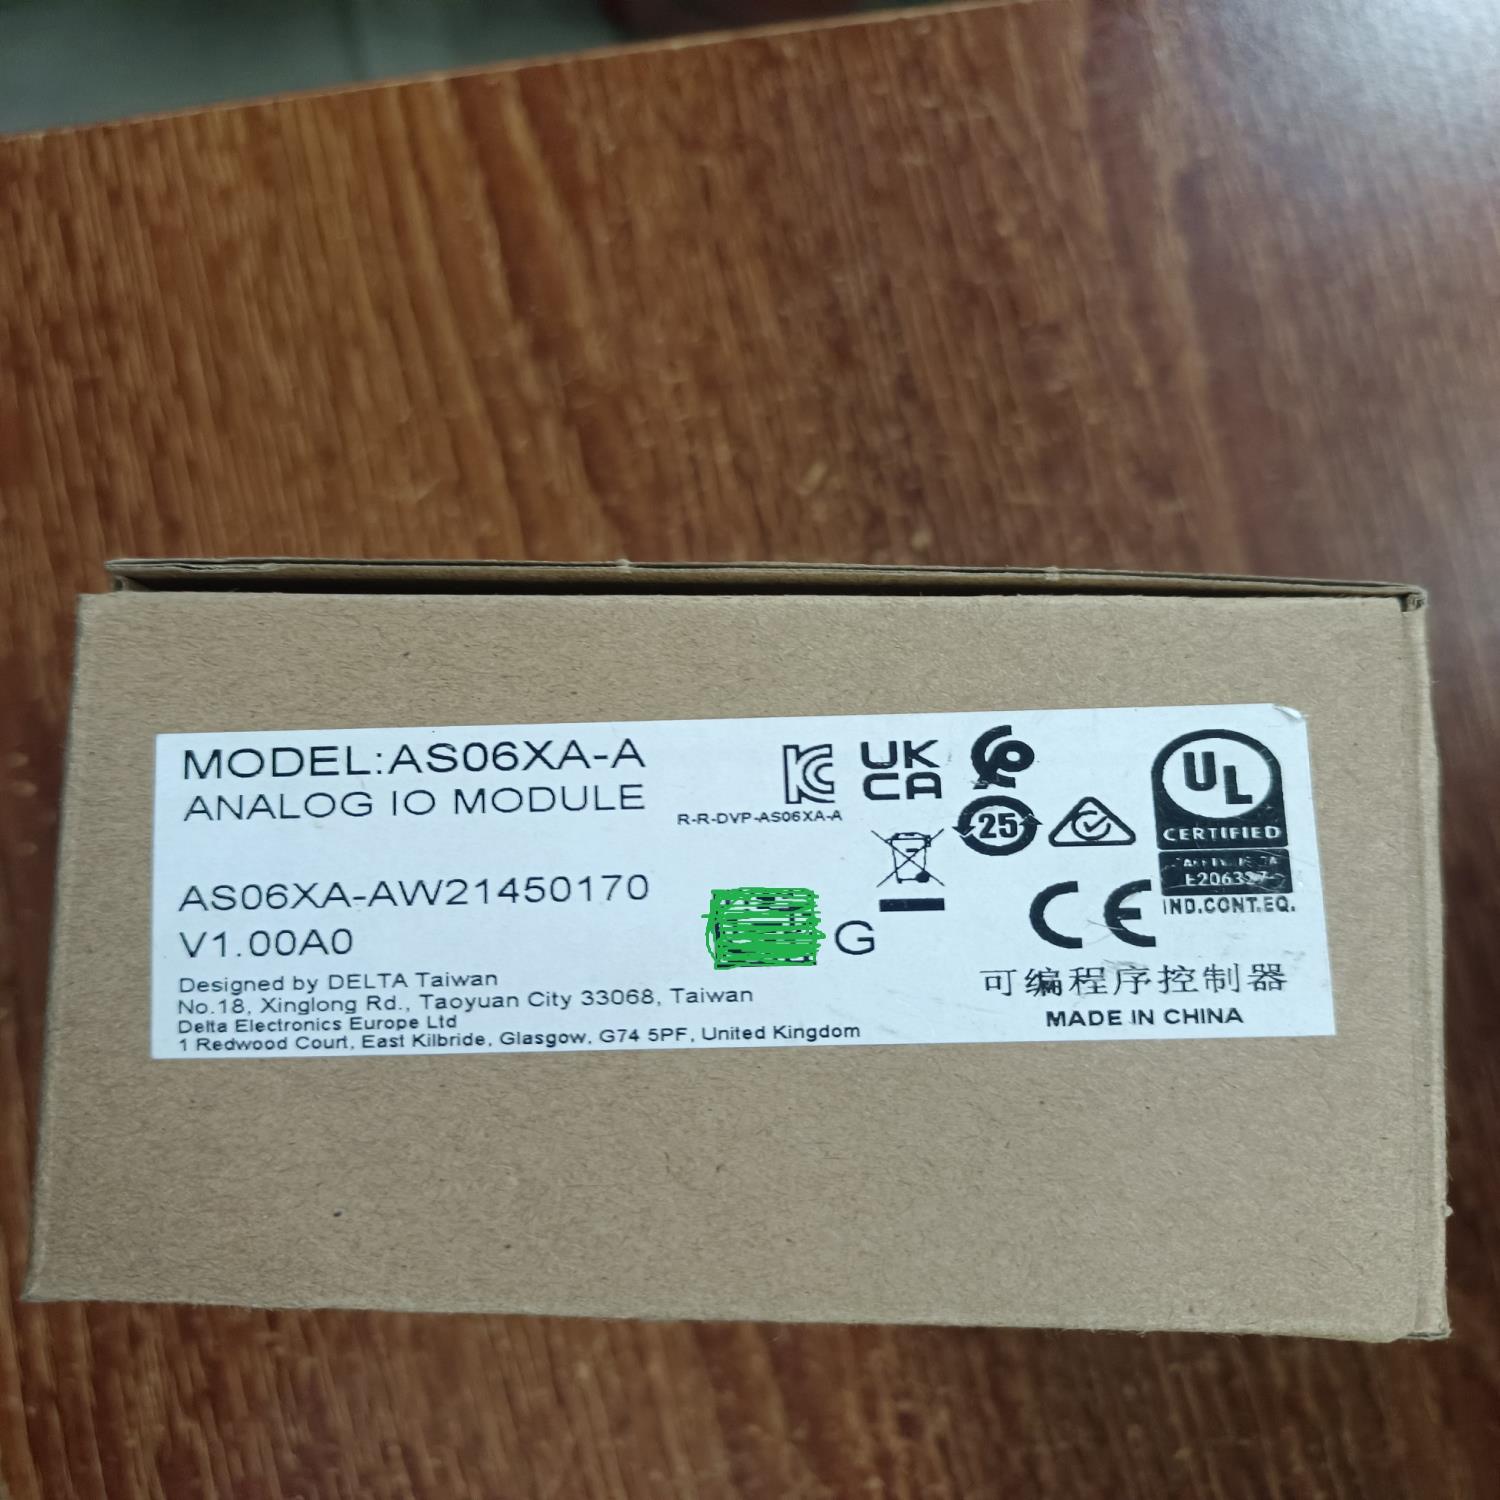 MODEL:AS06XA-A
ANALOG IO MODULE
R-R-DVP-AS06XA-A
UK
CA
25
UL
CERTIFIED
IND.CONT.EQ.
CE
AS06XA-AW21450170
V1.00A0
G
Designed by DELTA Taiwan
No.18, Xinglong Rd., Taoyuan City 33068, Taiwan
Delta Electronics Europe Ltd
1 Redwood Court, East Kilbride, Glasgow, G74 5PF, United Kingdom
可编程序控制器
MADE IN CHINA